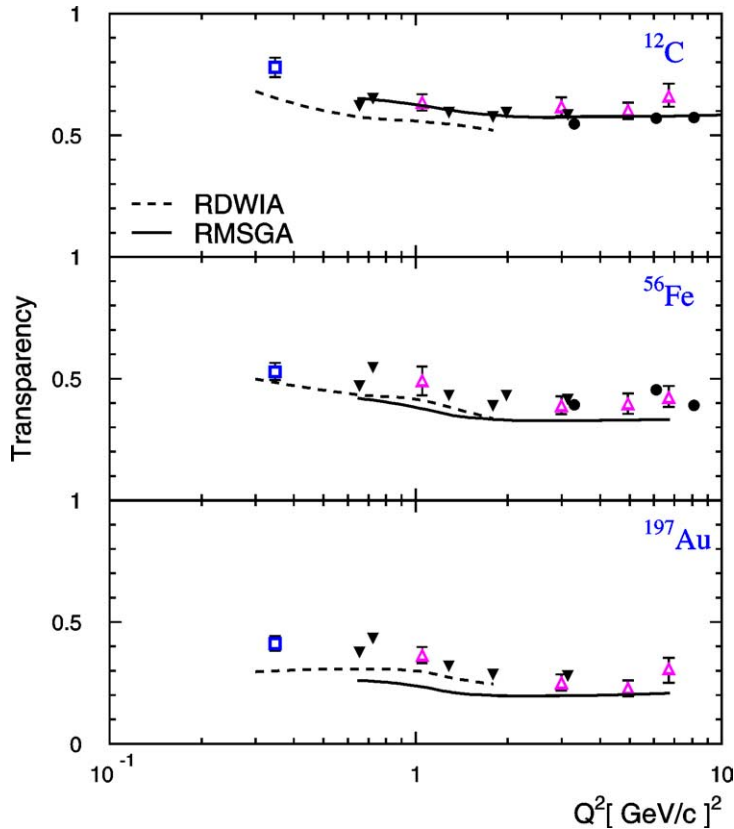 1
¹²C
0.5
RDWIA
RMSGA
1
⁵⁶Fe
Transparency
0.5
1
¹⁹⁷Au
0.5
0
10⁻¹ 1 10
Q²[ GeV/c ]²